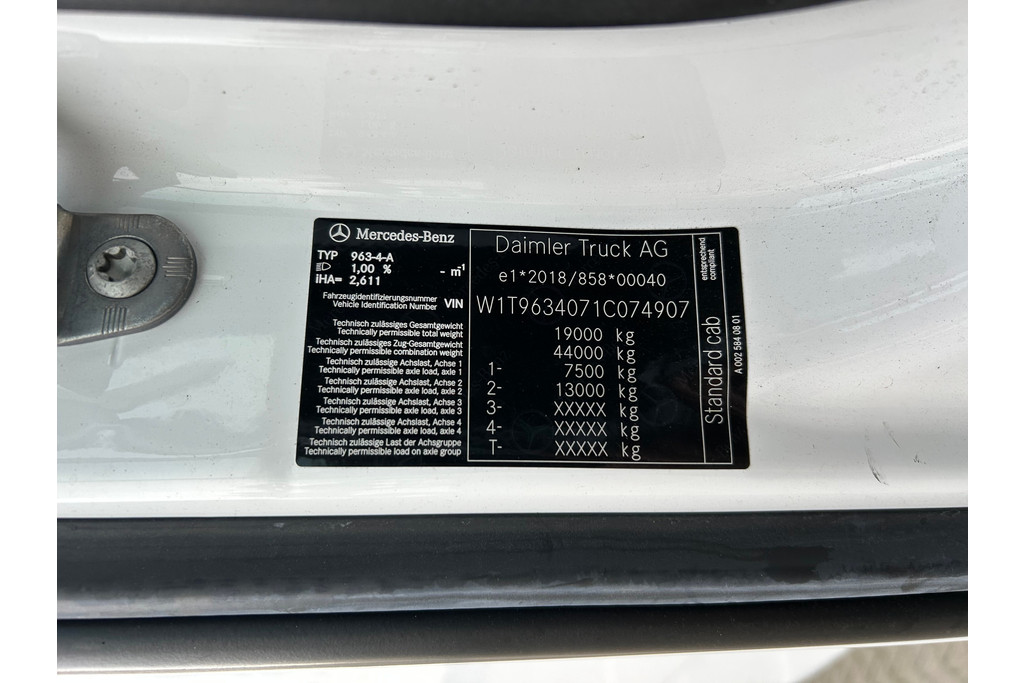 Mercedes-Benz
TYP 963-4-A
1,00 % - m⁻¹
iHA= 2,611
Fahrzeugidentifizierungsnummer
Vehicle Identification Number VIN
Technisch zulässiges Gesamtgewicht
Technically permissible total weight
Technisch zulässiges Zug-Gesamtgewicht
Technically permissible combination weight
Technisch zulässige Achslast, Achse 1
Technically permissible axle load, axle 1
Technisch zulässige Achslast, Achse 2
Technically permissible axle load, axle 2
Technisch zulässige Achslast, Achse 3
Technically permissible axle load, axle 3
Technisch zulässige Achslast, Achse 4
Technically permissible axle load, axle 4
Technisch zulässige Last der Achsgruppe
Technically permissible load on axle group
Daimler Truck AG
e1*2018/858*00040
W1T9634071C074907
19000 kg
44000 kg
1- 7500 kg
2- 13000 kg
3- XXXXX kg
4- XXXXX kg
T- XXXXX kg
entsprechend
compliant
Standard cab
A 002 584 08 01